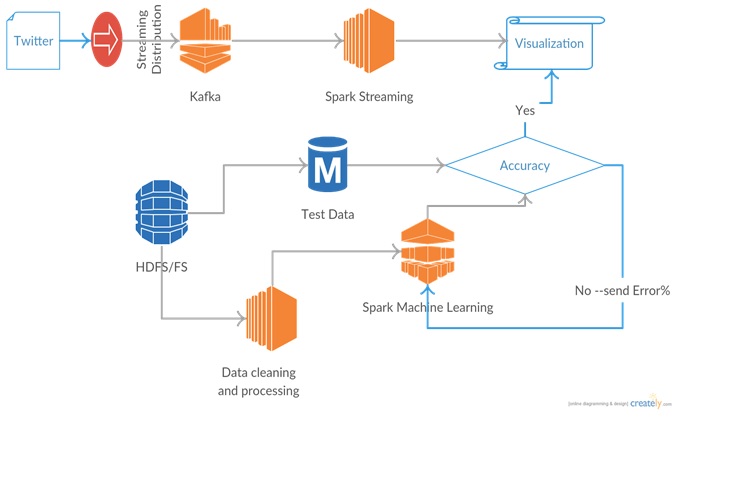 Twitter
Streaming
Distribution
Kafka
Spark Streaming
Visualization
Yes
Accuracy
M
Test Data
HDFS/FS
Spark Machine Learning
No --send Error%
Data cleaning
and processing
[online diagramming & design] creately.com